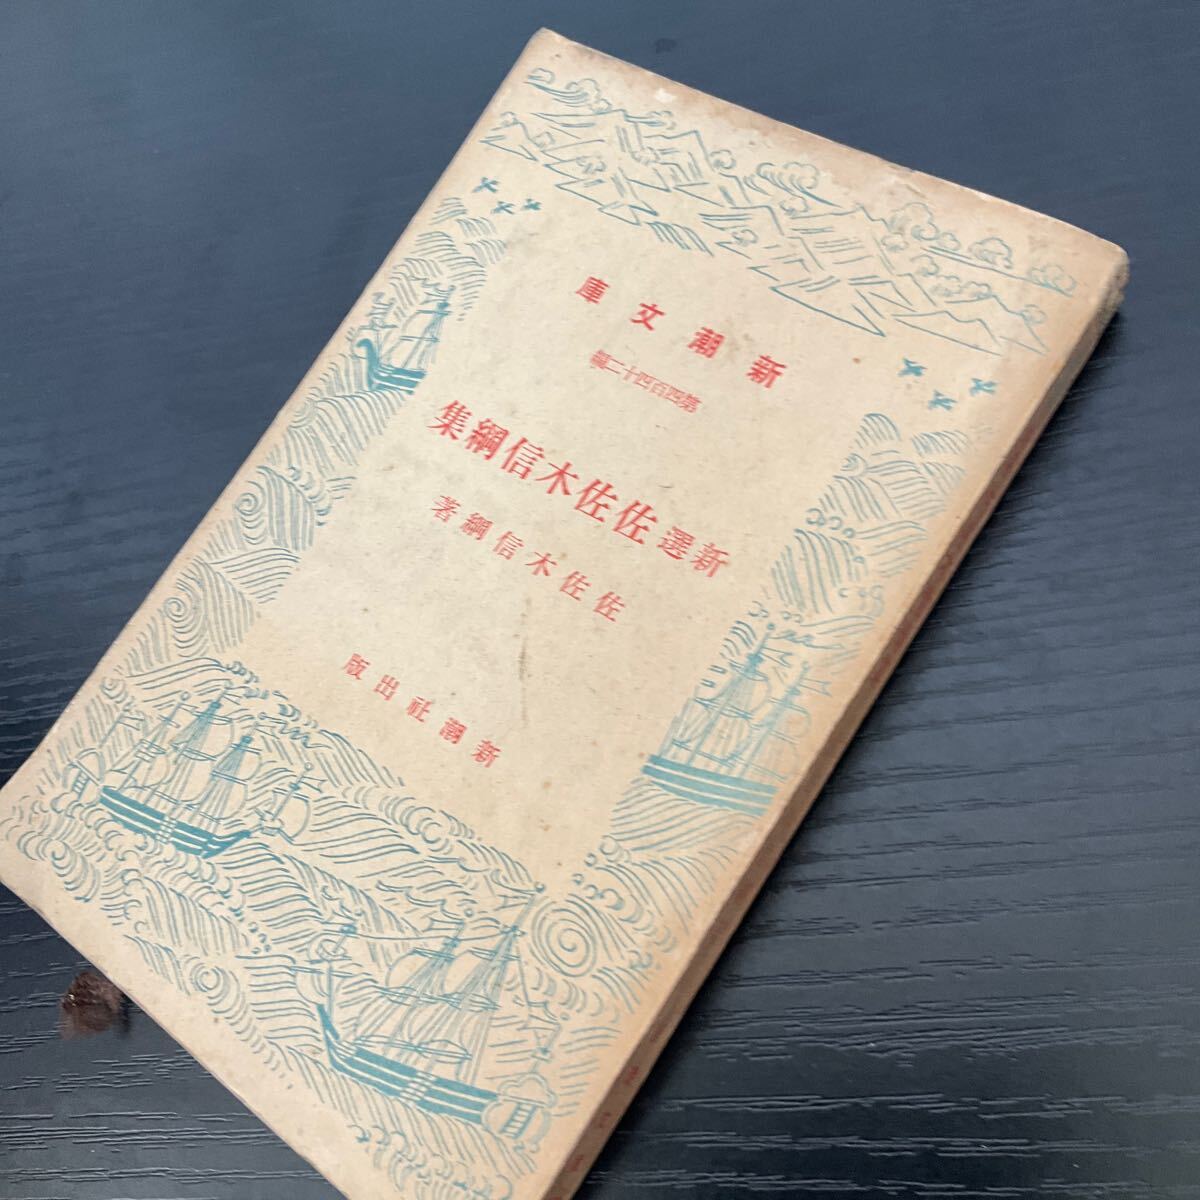 新潮文庫
第四百四十二編
新選佐佐木信綱集
佐佐木信綱著
新潮社出版